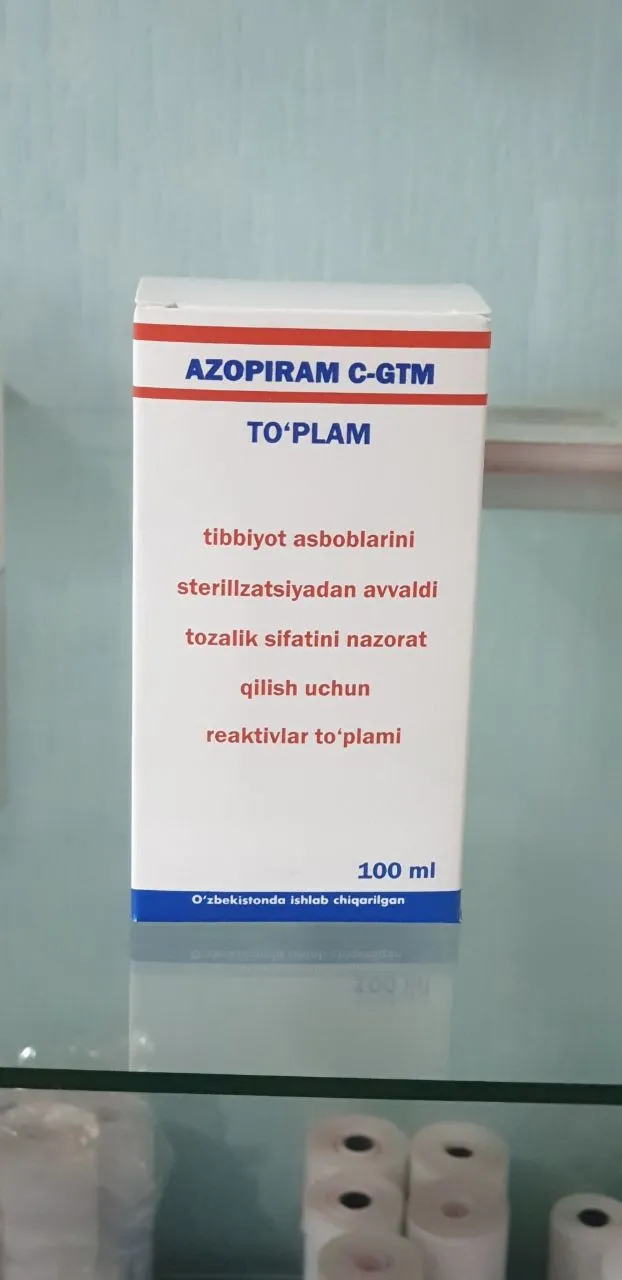 AZOPIRAM C-GTM
TO‘PLAM
tibbiyot asboblarini
sterillzatsiyadan avvaldi
tozalik sifatini nazorat
qilish uchun
reaktivlar to‘plami
100 ml
O‘zbekistonda ishlab chiqarilgan